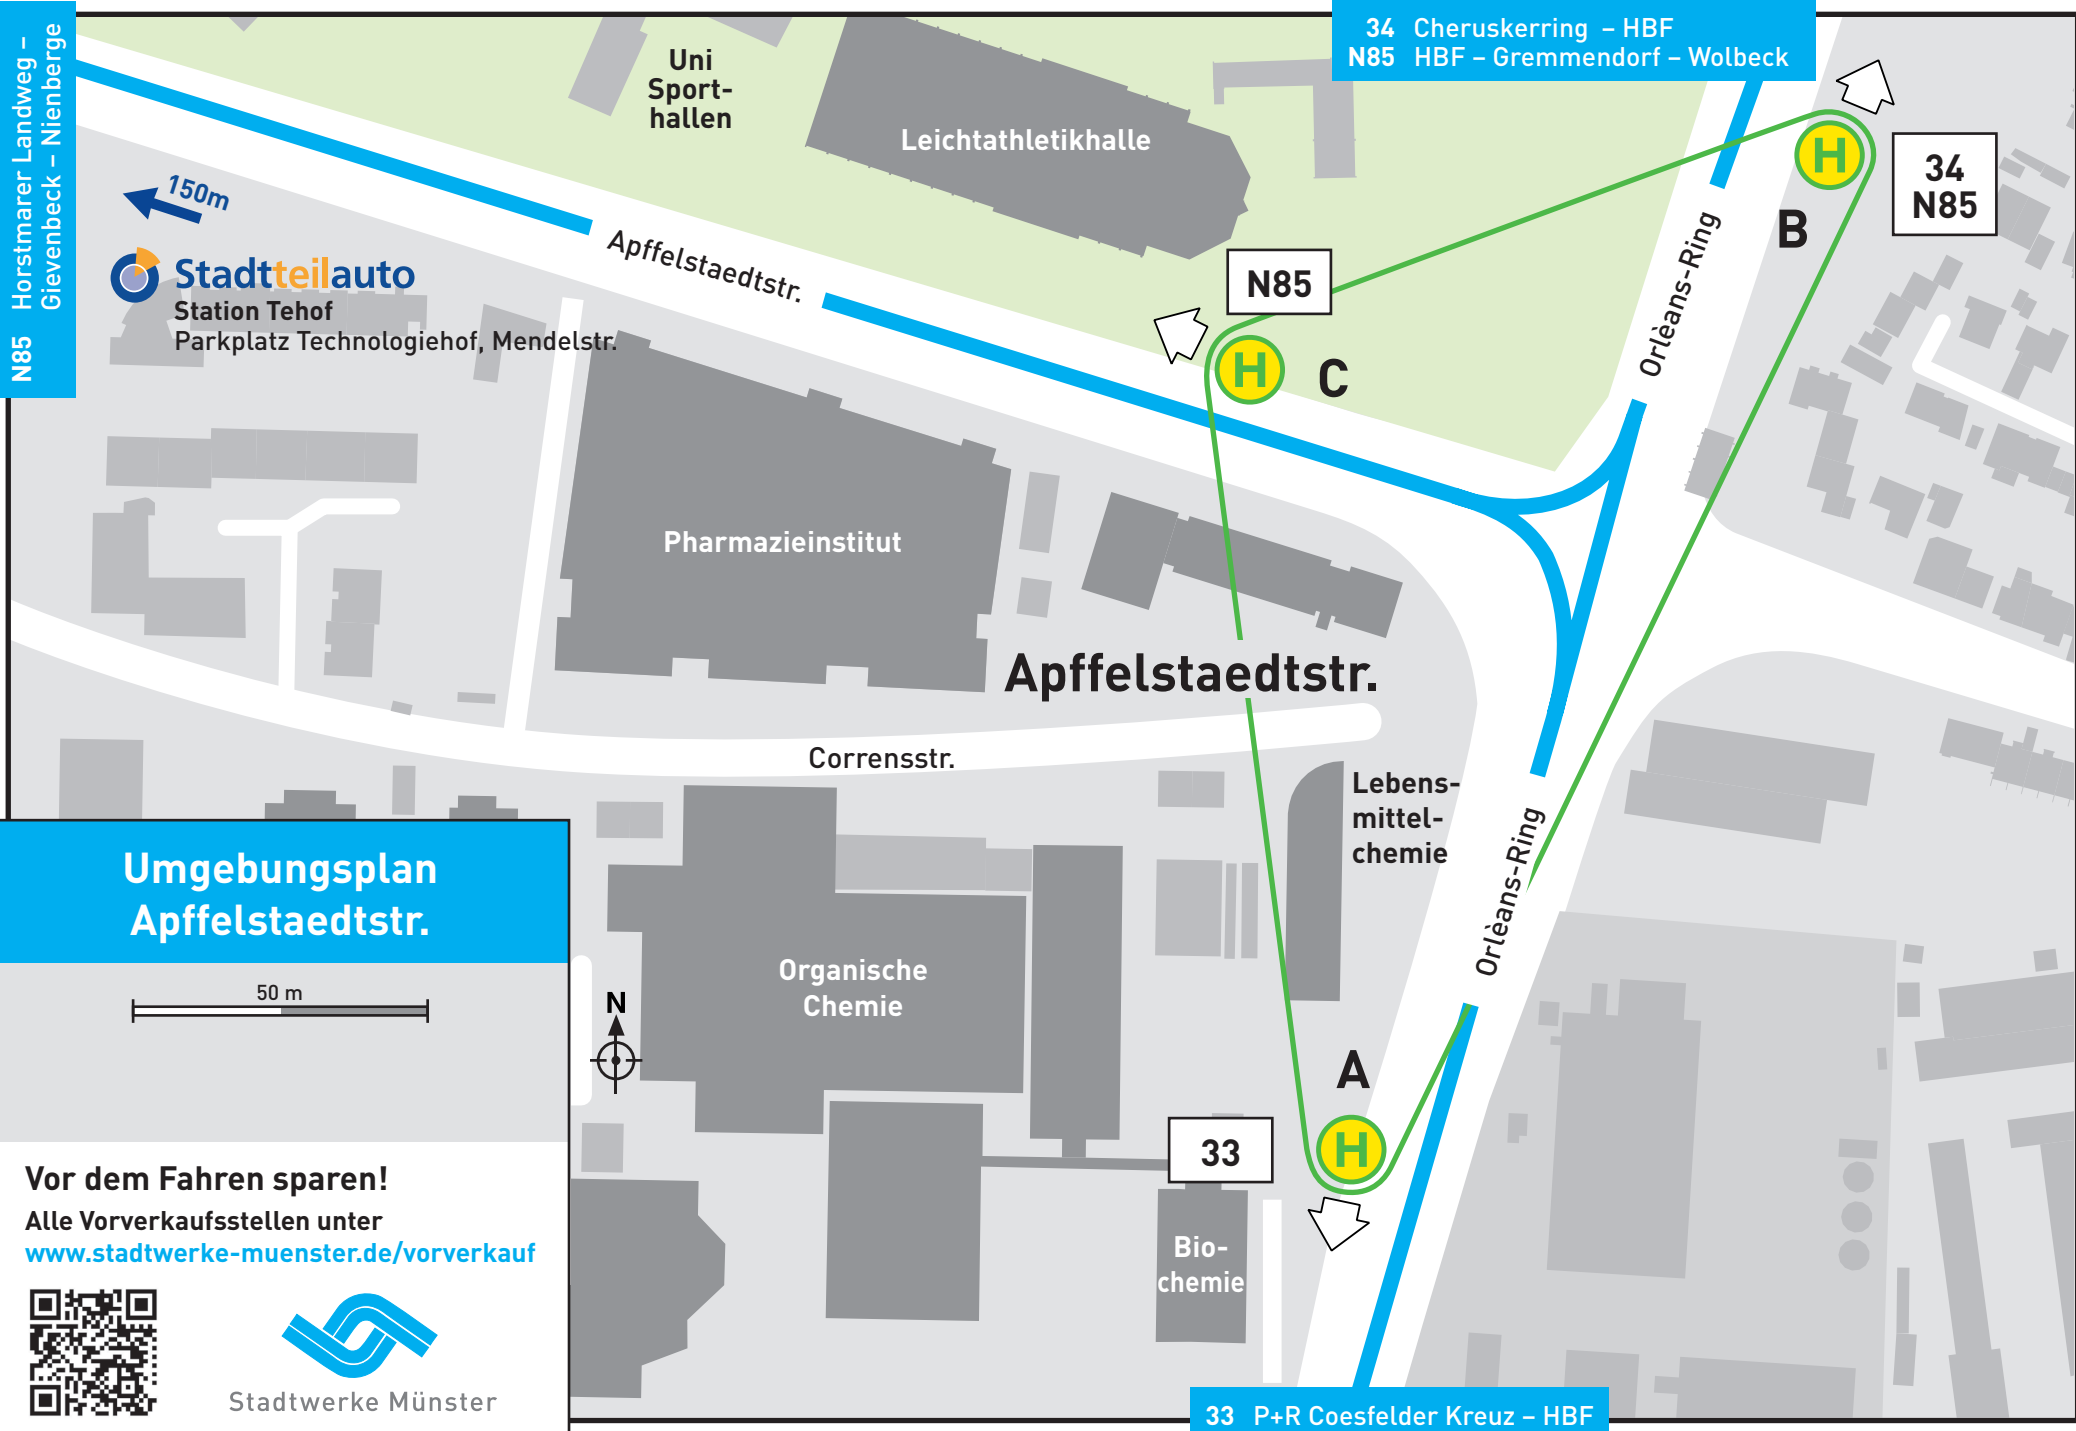 34 Cheruskerring – HBF
N85 HBF – Gremmendorf – Wolbeck
N85 Horstmarer Landweg –
Gievenbeck – Nienberge
Uni
Sport-
hallen
Leichtathletikhalle
34
N85
B
150m
Stadtteilauto
Station Tehof
Parkplatz Technologiehof, Mendelstr.
Apffelstaedtstr.
N85
H
H
C
Orlèans-Ring
Pharmazieinstitut
Apffelstaedtstr.
Corrensstr.
Lebens-
mittel-
chemie
Orlèans-Ring
Umgebungsplan
Apffelstaedtstr.
50 m
N
Organische
Chemie
A
33
H
Bio-
chemie
Vor dem Fahren sparen!
Alle Vorverkaufsstellen unter
www.stadtwerke-muenster.de/vorverkauf
Stadtwerke Münster
33 P+R Coesfelder Kreuz – HBF